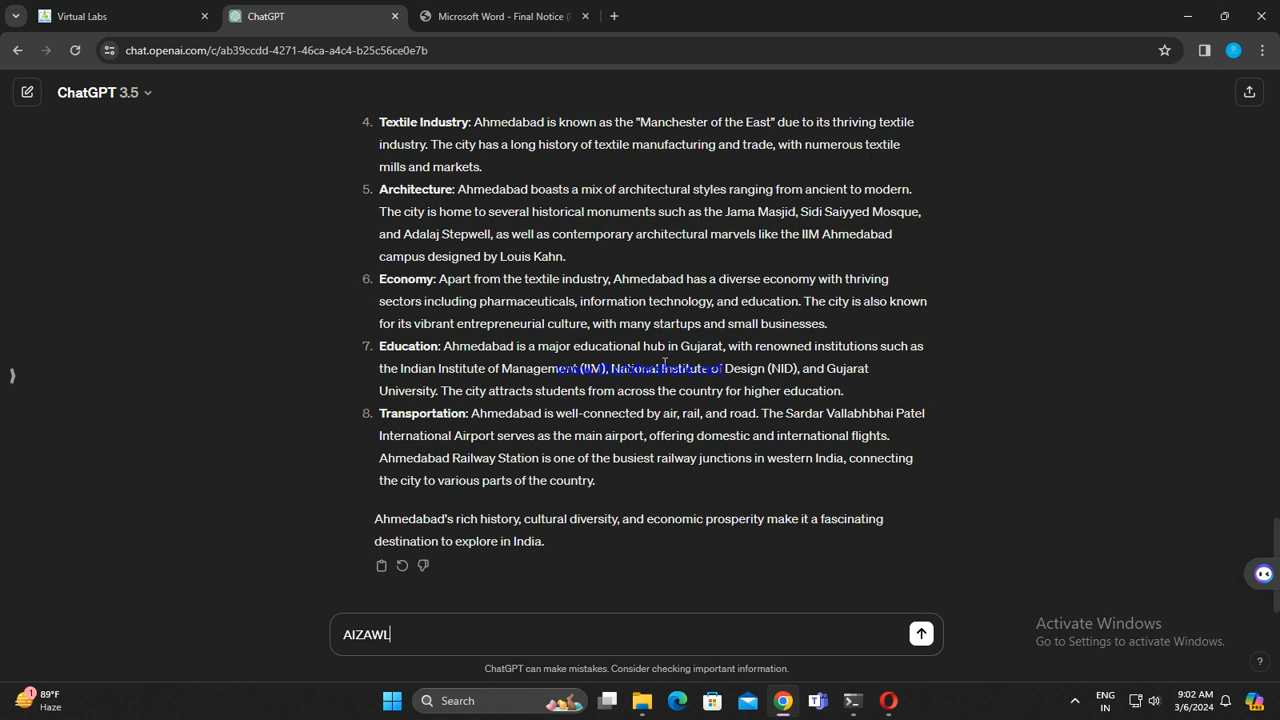 Virtual Labs
ChatGPT
Microsoft Word - Final Notice (
chat.openai.com/c/ab39ccdd-4271-46ca-a4c4-b25c56ce0e7b
ChatGPT 3.5
4. Textile Industry: Ahmedabad is known as the "Manchester of the East" due to its thriving textile
industry. The city has a long history of textile manufacturing and trade, with numerous textile
mills and markets.
5. Architecture: Ahmedabad boasts a mix of architectural styles ranging from ancient to modern.
The city is home to several historical monuments such as the Jama Masjid, Sidi Saiyyed Mosque,
and Adalaj Stepwell, as well as contemporary architectural marvels like the IIM Ahmedabad
campus designed by Louis Kahn.
6. Economy: Apart from the textile industry, Ahmedabad has a diverse economy with thriving
sectors including pharmaceuticals, information technology, and education. The city is also known
for its vibrant entrepreneurial culture, with many startups and small businesses.
7. Education: Ahmedabad is a major educational hub in Gujarat, with renowned institutions such as
the Indian Institute of Management (IIM), National Institute of Design (NID), and Gujarat
University. The city attracts students from across the country for higher education.
8. Transportation: Ahmedabad is well-connected by air, rail, and road. The Sardar Vallabhbhai Patel
International Airport serves as the main airport, offering domestic and international flights.
Ahmedabad Railway Station is one of the busiest railway junctions in western India, connecting
the city to various parts of the country.
Ahmedabad's rich history, cultural diversity, and economic prosperity make it a fascinating
destination to explore in India.
AIZAWL
Activate Windows
Go to Settings to activate Windows.
ChatGPT can make mistakes. Consider checking important information.
?
1
89°F
Haze
Search
ENG
IN
9:02 AM
3/6/2024